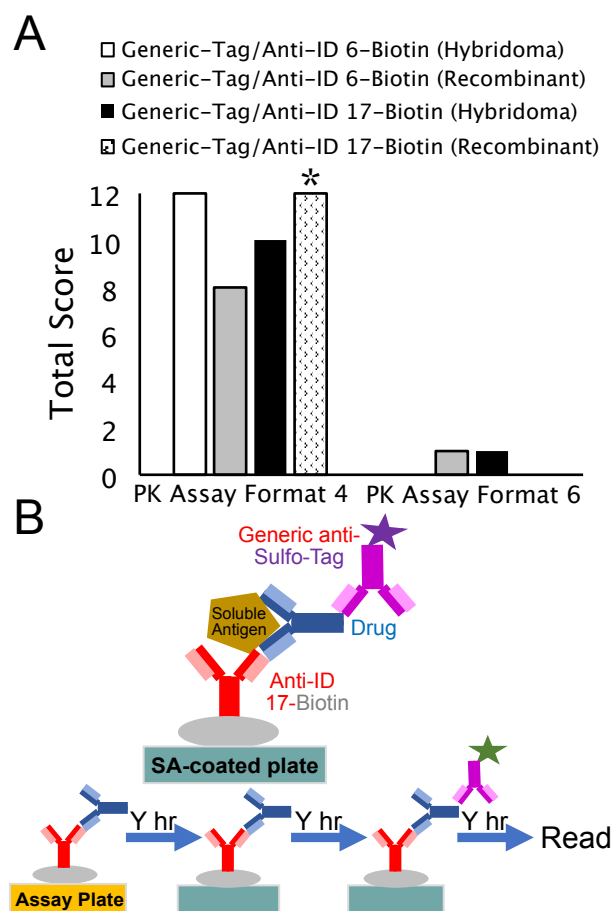 A
Generic-Tag/Anti-ID 6-Biotin (Hybridoma)
Generic-Tag/Anti-ID 6-Biotin (Recombinant)
Generic-Tag/Anti-ID 17-Biotin (Hybridoma)
Generic-Tag/Anti-ID 17-Biotin (Recombinant)
*
Total Score
12
10
8
6
4
2
0
PK Assay Format 4 PK Assay Format 6
B
Generic anti-
Sulfo-Tag
Soluble
Antigen
Drug
Anti-ID
17-Biotin
SA-coated plate
Y hr Y hr Y hr Read
Assay Plate